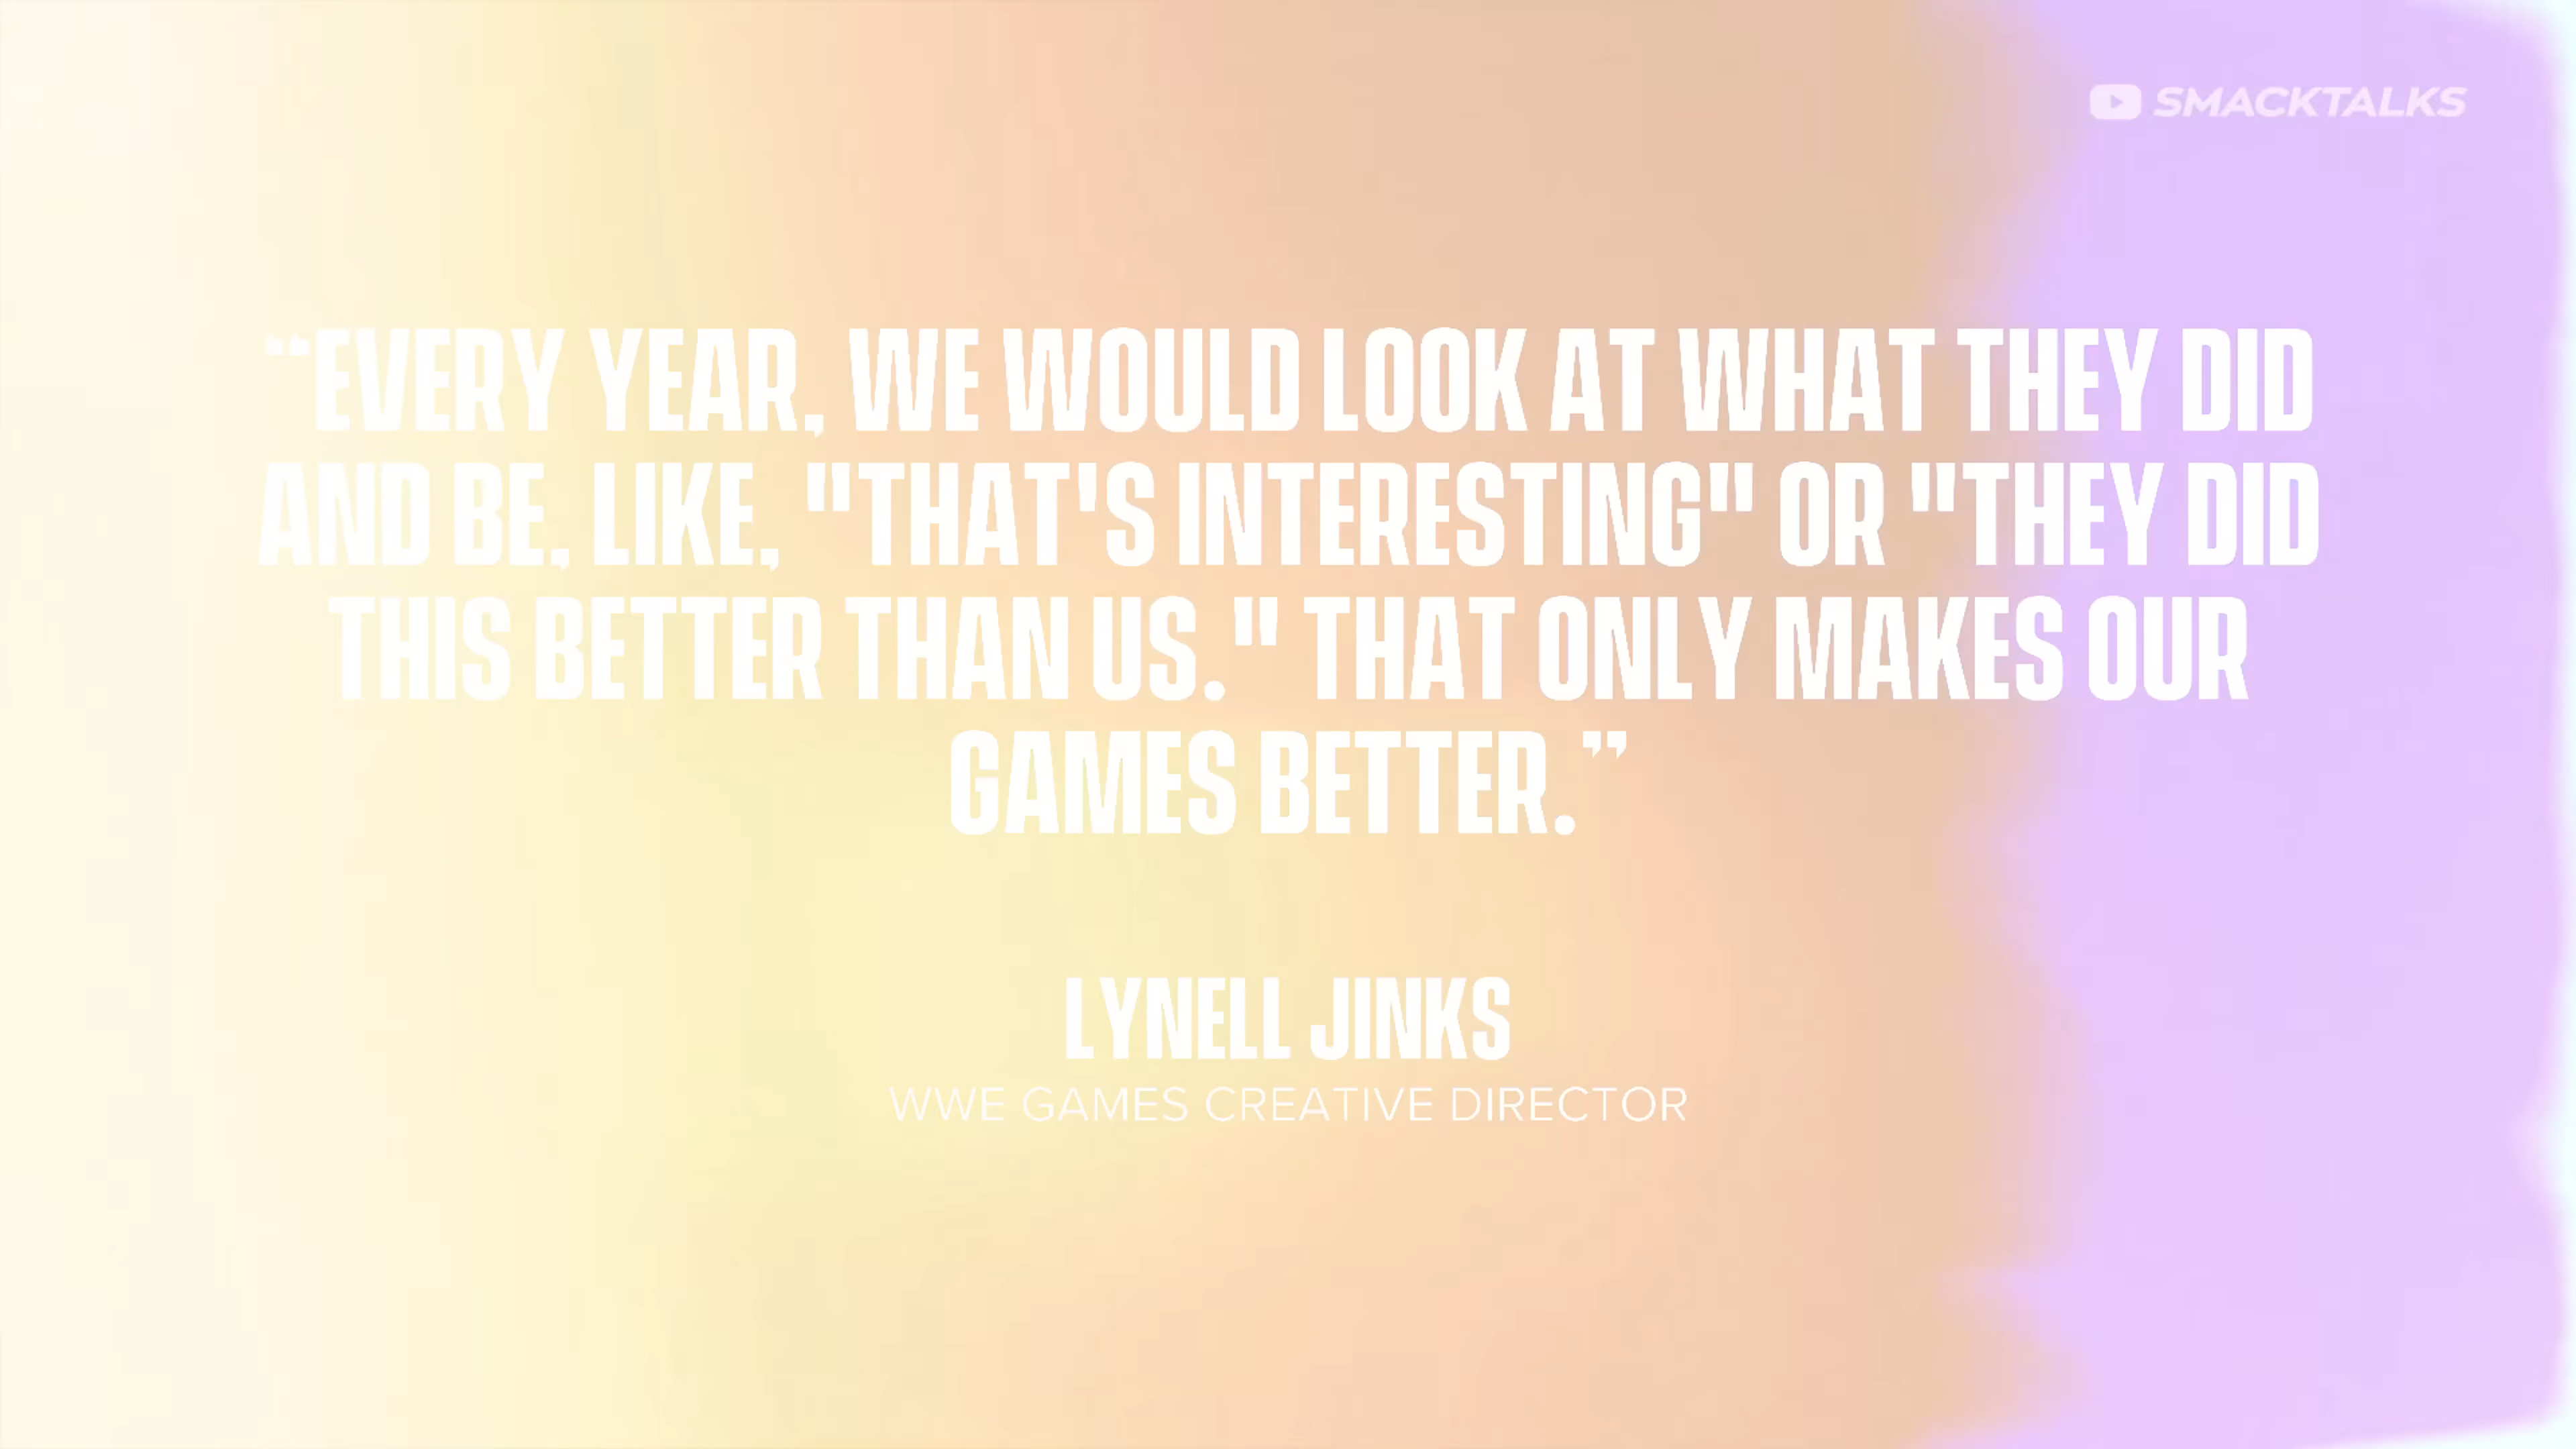 SMACKTALKS
“EVERY YEAR, WE WOULD LOOK AT WHAT THEY DID
AND BE, LIKE, "THAT'S INTERESTING" OR "THEY DID
THIS BETTER THAN US." THAT ONLY MAKES OUR
GAMES BETTER.”
LYNELL JINKS
WWE GAMES CREATIVE DIRECTOR